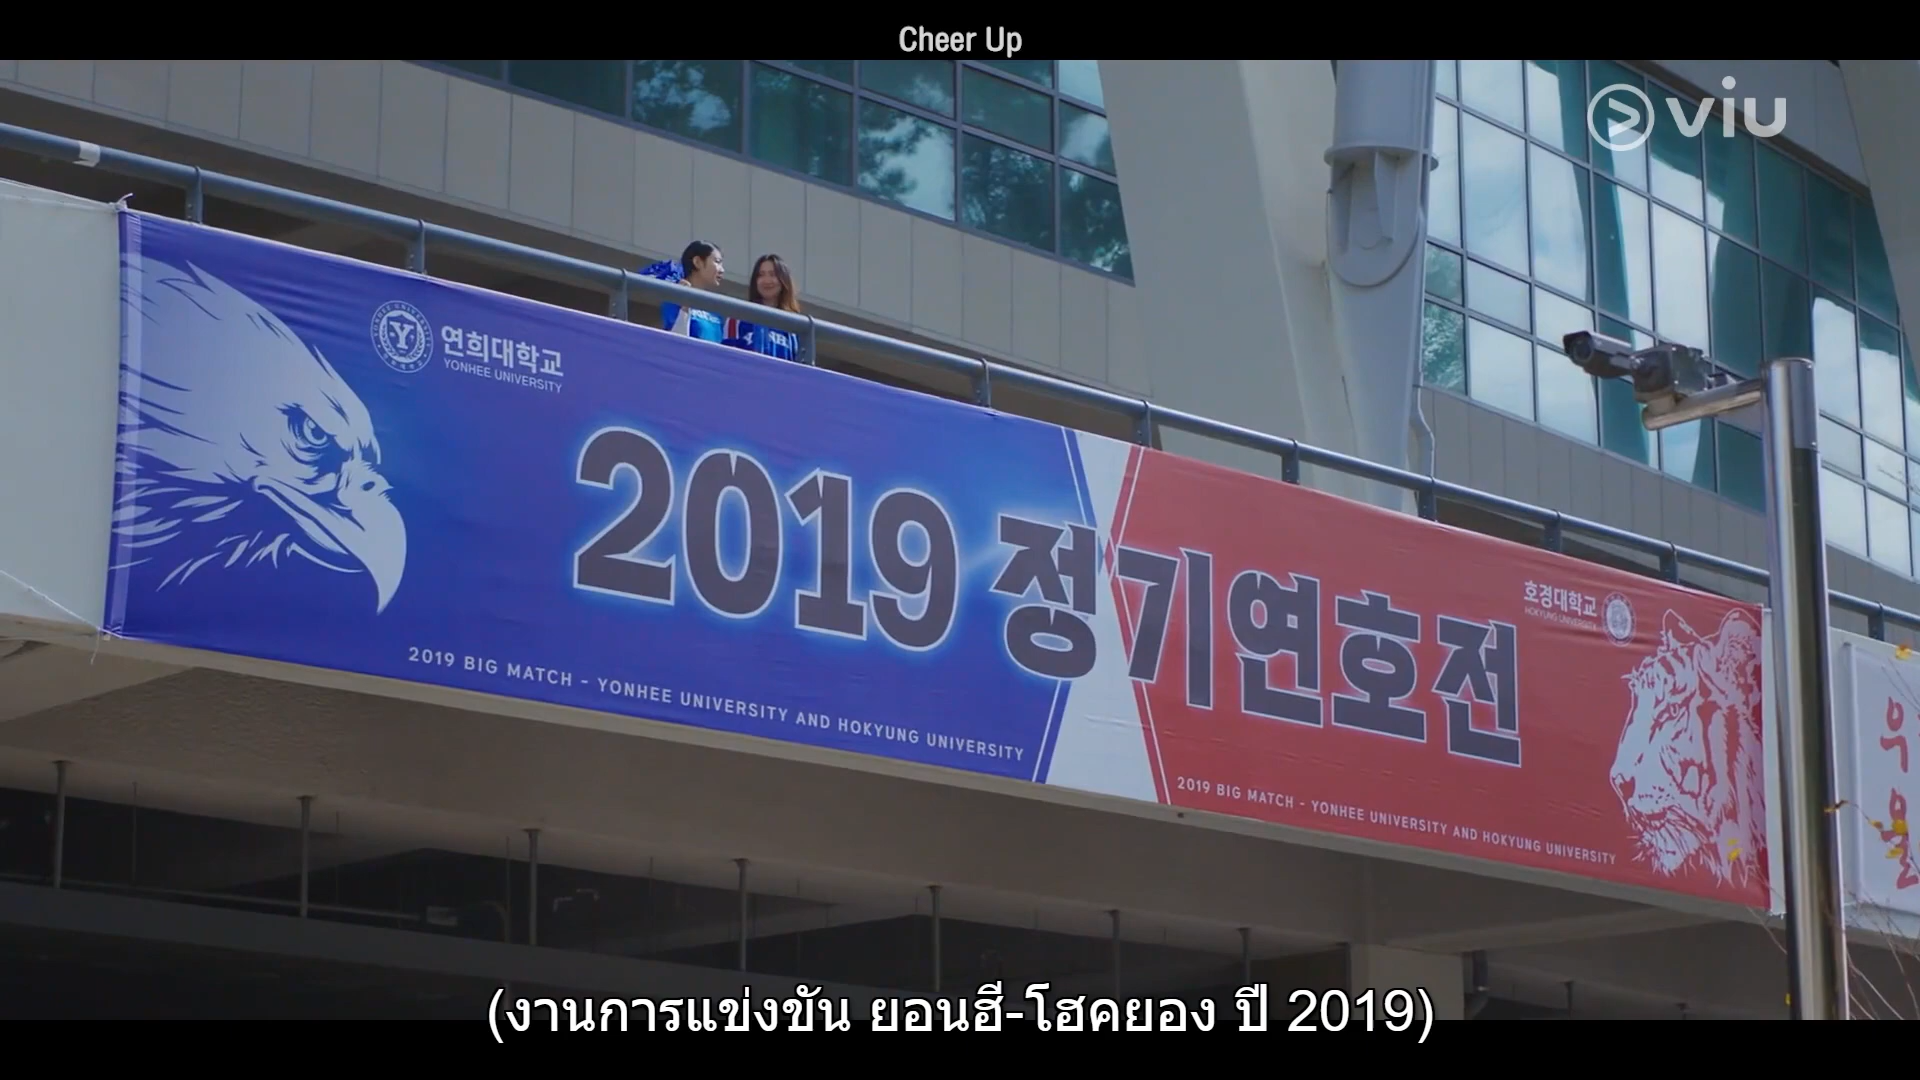 Cheer Up
viu
연희대학교
YONHEE UNIVERSITY
2019 정기연호전
호경대학교
HOKYUNG UNIVERSITY
2019 BIG MATCH - YONHEE UNIVERSITY AND HOKYUNG UNIVERSITY
2019 BIG MATCH - YONHEE UNIVERSITY AND HOKYUNG UNIVERSITY
(งานการแข่งขัน ยอนฮี-โฮคยอง ปี 2019)